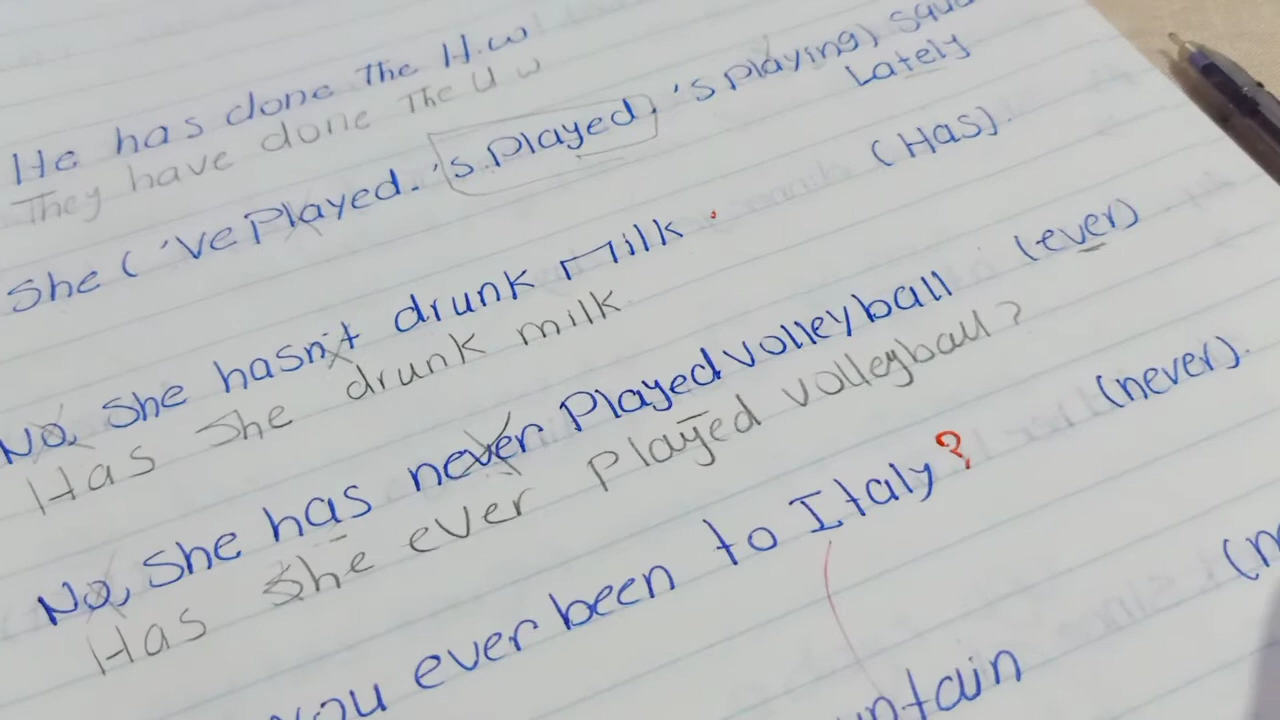 He has done The H.w
They have done The
She ( 've Played. 's Played, 's playing)
Lately
(Has).
No, She hasn't drunk Milk.
Has She drunk milk
(ever)
No, She has never Played volleyball
Has She ever played volleyball?
(never).
you ever been to Italy?